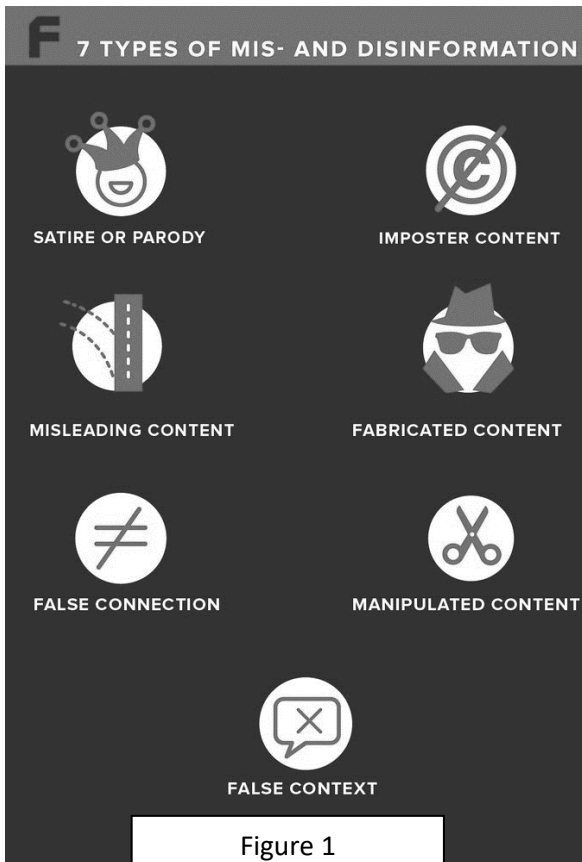 F 7 TYPES OF MIS- AND DISINFORMATION
SATIRE OR PARODY
C
IMPOSTER CONTENT
MISLEADING CONTENT
FABRICATED CONTENT
FALSE CONNECTION
MANIPULATED CONTENT
FALSE CONTEXT
Figure 1